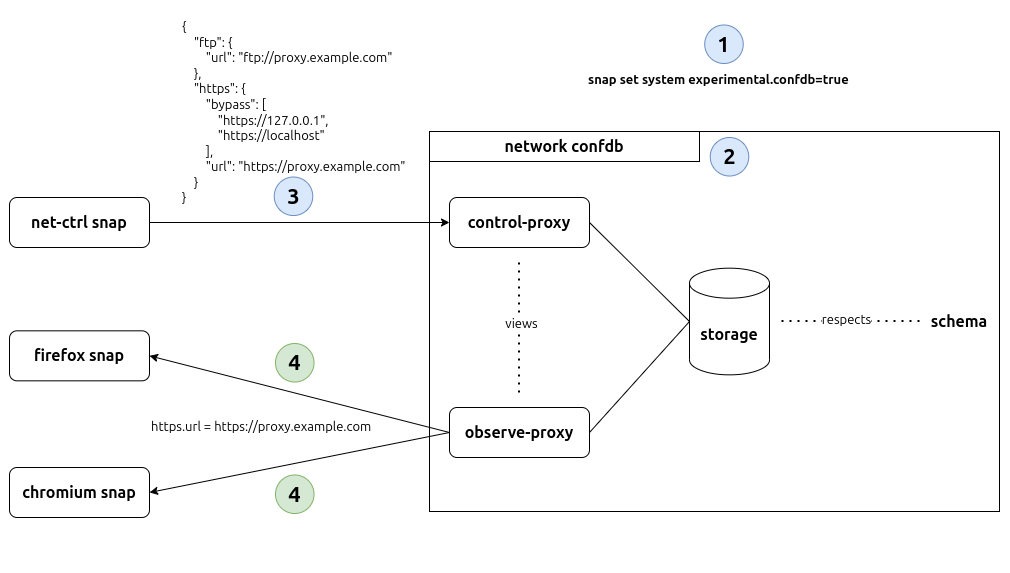 {
"ftp": {
"url": "ftp://proxy.example.com"
},
"https": {
"bypass": [
"https://127.0.0.1",
"https://localhost"
],
"url": "https://proxy.example.com"
}
}
1
snap set system experimental.confdb=true
network confdb
2
3
net-ctrl snap
control-proxy
views
storage
respects
schema
firefox snap
4
https.url = https://proxy.example.com
observe-proxy
chromium snap
4